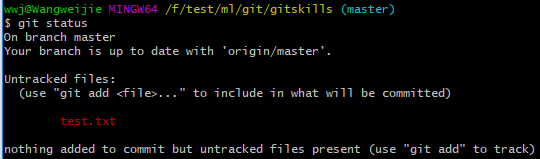 wwj@Wangweijie MINGW64 /f/test/ml/git/gitskills (master)
$ git status
On branch master
Your branch is up to date with 'origin/master'.
Untracked files:
(use "git add <file>..." to include in what will be committed)
test.txt
nothing added to commit but untracked files present (use "git add" to track)